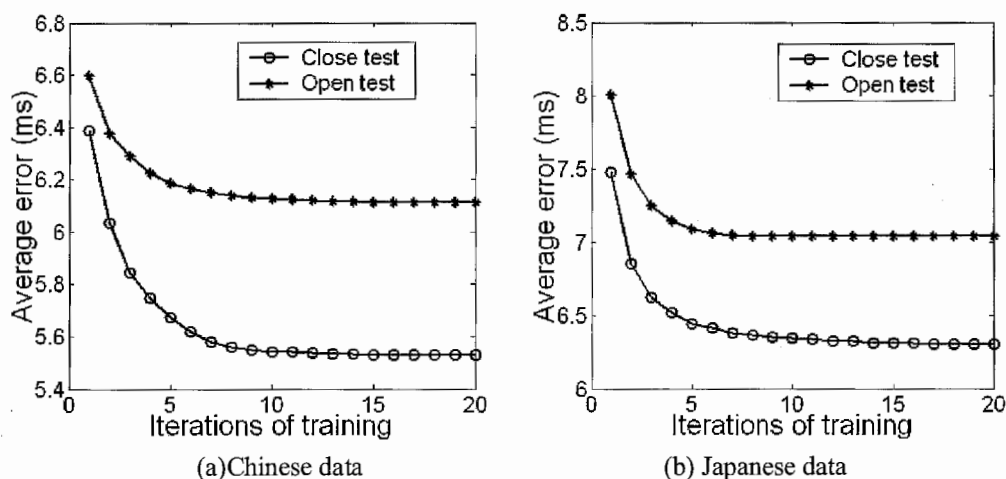 6.8
6.6
6.4
6.2
6
5.8
5.6
5.4
Average error (ms)
Close test
Open test
0
5
10
15
20
Iterations of training
(a)Chinese data
8.5
8
7.5
7
6.5
6
Average error (ms)
Close test
Open test
0
5
10
15
20
Iterations of training
(b) Japanese data